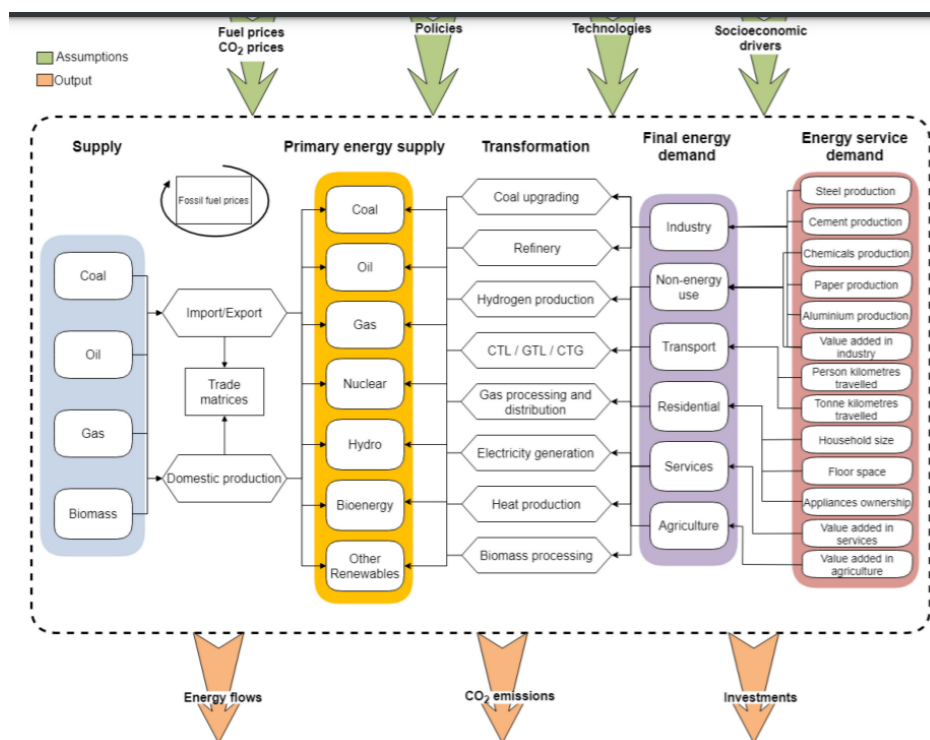 Fuel prices
CO2 prices
Policies
Technologies
Socioeconomic
drivers
Assumptions
Output
Supply
Primary energy supply
Transformation
Final energy
demand
Energy service
demand
Fossil fuel prices
Coal
Oil
Gas
Biomass
Import/Export
Trade
matrices
Domestic production
Coal
Oil
Gas
Nuclear
Hydro
Bioenergy
Other
Renewables
Coal upgrading
Refinery
Hydrogen production
CTL / GTL / CTG
Gas processing and
distribution
Electricity generation
Heat production
Biomass processing
Industry
Non-energy
use
Transport
Residential
Services
Agriculture
Steel production
Cement production
Chemicals production
Paper production
Aluminium production
Value added in
industry
Person kilometres
travelled
Tonne kilometres
travelled
Household size
Floor space
Appliances ownership
Value added in
services
Value added in
agriculture
Energy flows
CO2 emissions
Investments